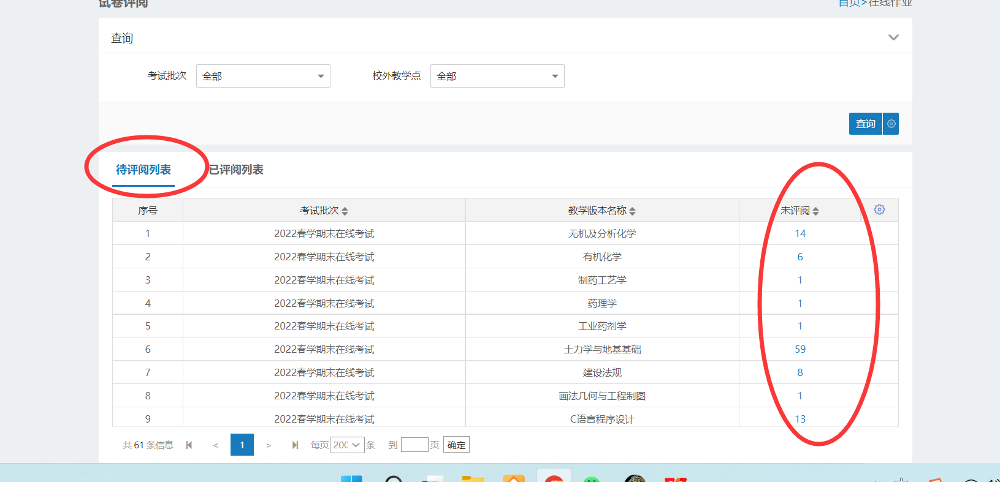 试卷评阅
首页>在线作业
查询
考试批次 全部 校外教学点 全部
查询
待评阅列表 已评阅列表
序号 考试批次 教学版本名称 未评阅
1 2022春学期末在线考试 无机及分析化学 14
2 2022春学期末在线考试 有机化学 6
3 2022春学期末在线考试 制药工艺学 1
4 2022春学期末在线考试 药理学 1
5 2022春学期末在线考试 工业药剂学 1
6 2022春学期末在线考试 土力学与地基基础 59
7 2022春学期末在线考试 建设法规 8
8 2022春学期末在线考试 画法几何与工程制图 1
9 2022春学期末在线考试 C语言程序设计 13
共 61 条信息 < 1 > 每页 200 条 到 页 确定